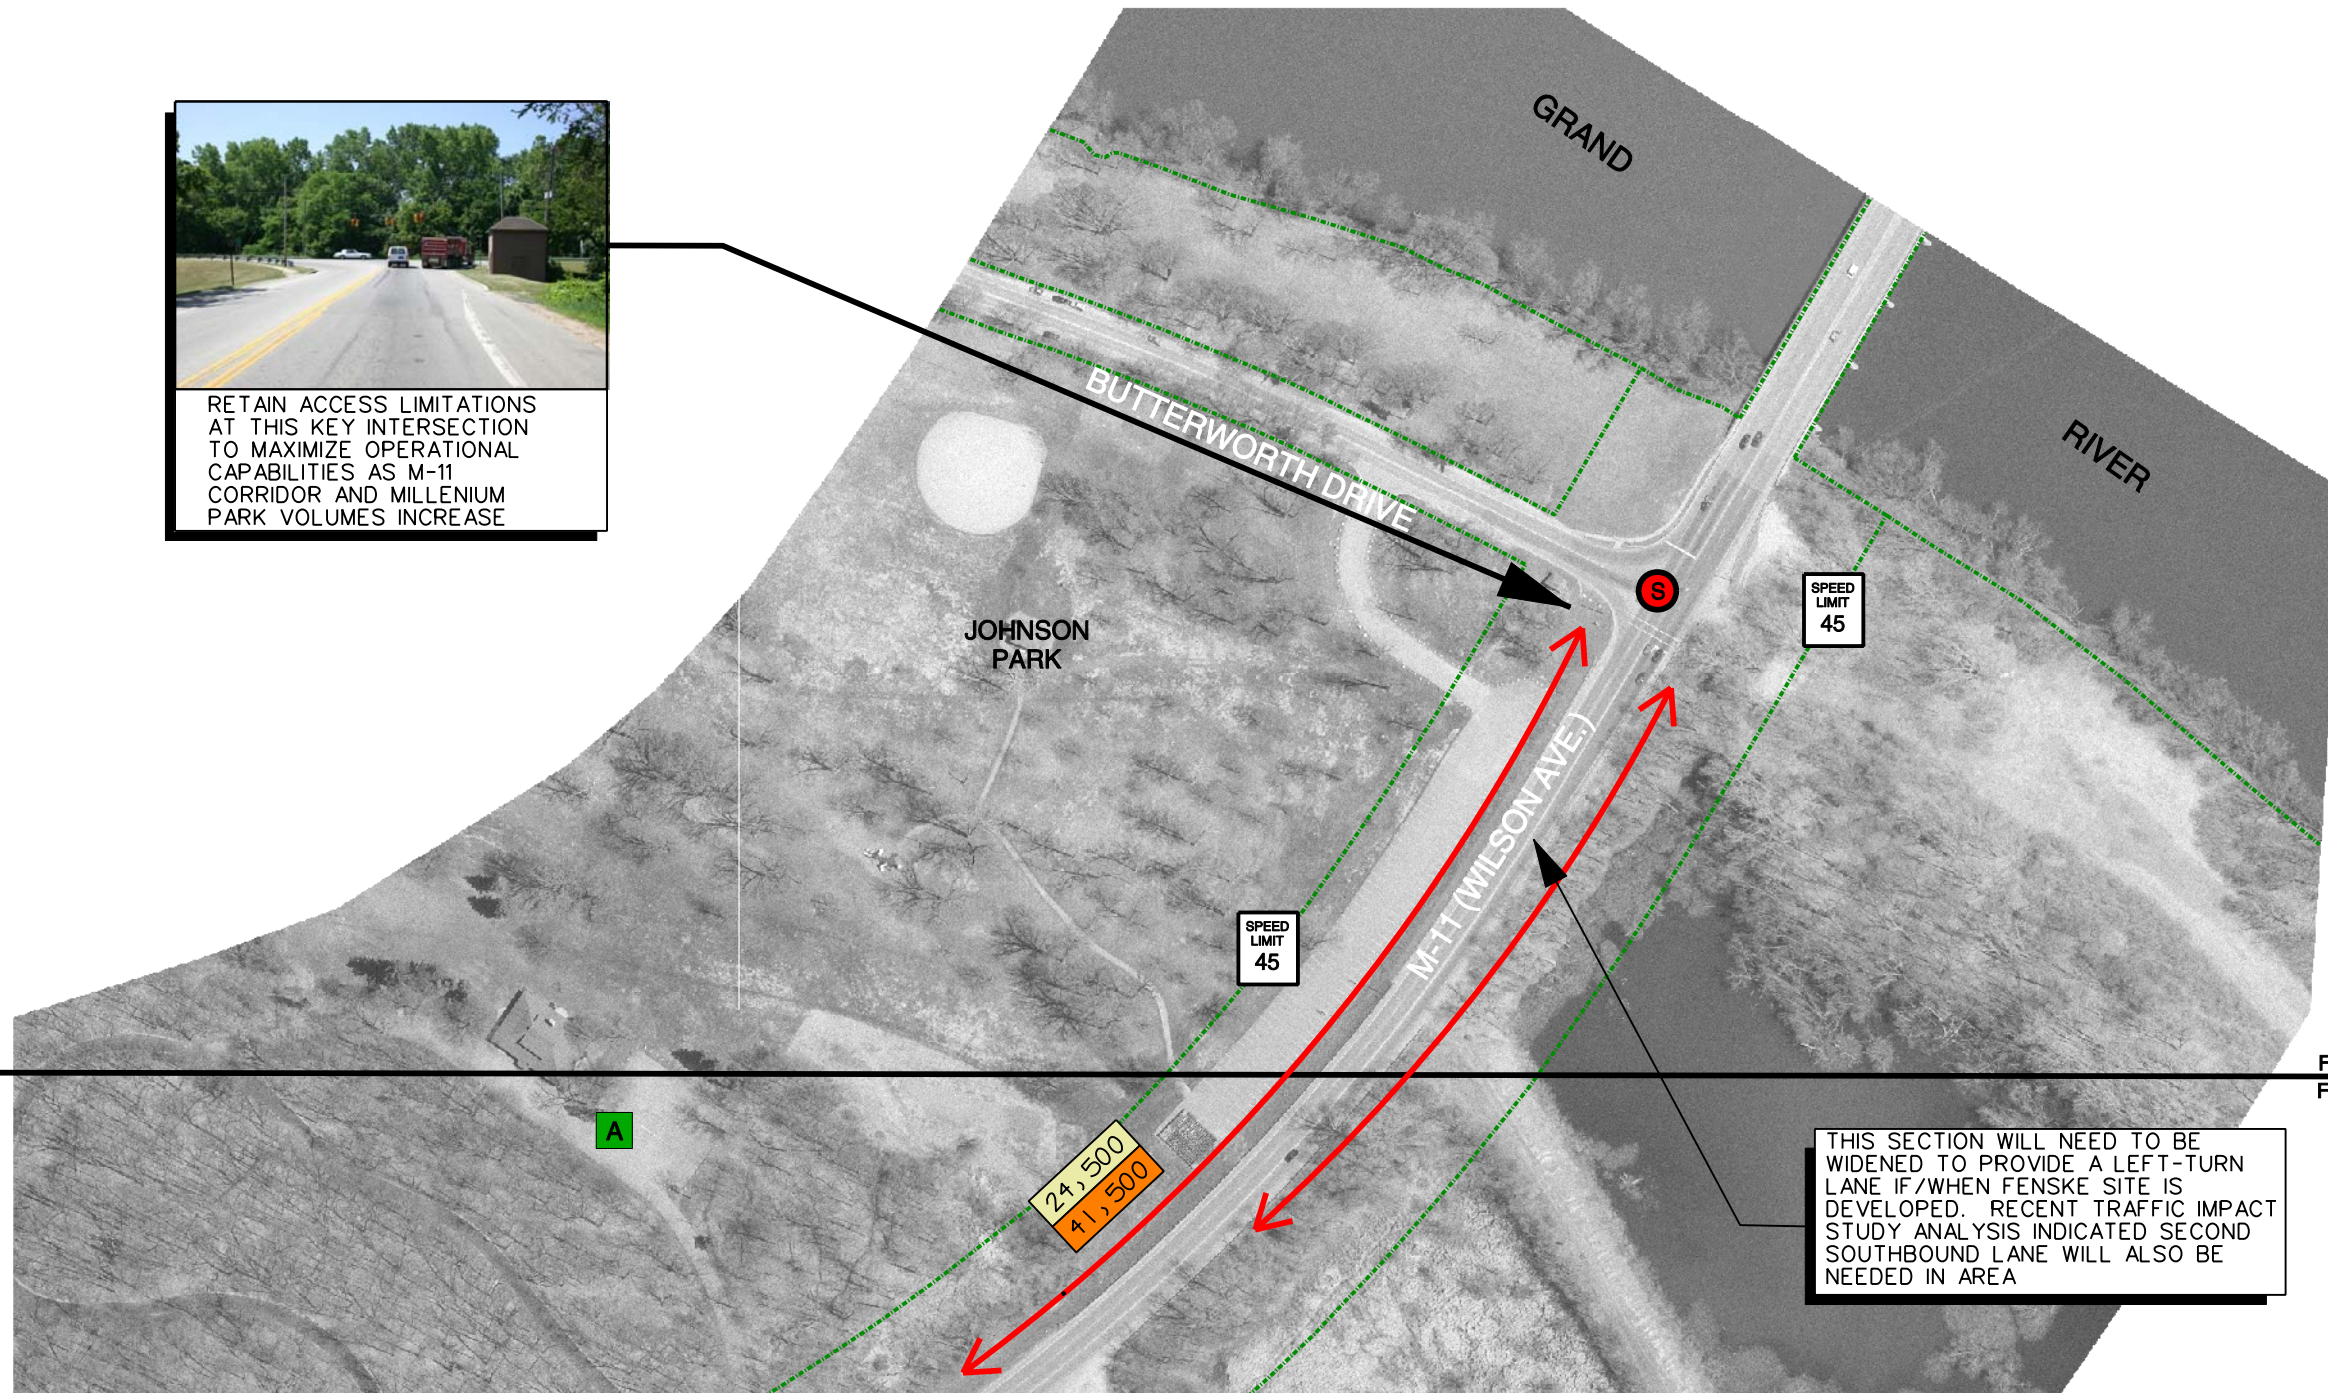 GRAND
RIVER
RETAIN ACCESS LIMITATIONS
AT THIS KEY INTERSECTION
TO MAXIMIZE OPERATIONAL
CAPABILITIES AS M-11
CORRIDOR AND MILLENIUM
PARK VOLUMES INCREASE
BUTTERWORTH DRIVE
S
SPEED
LIMIT
45
JOHNSON
PARK
M-11 (WILSON AVE.)
SPEED
LIMIT
45
F
F
A
24,500
41,500
THIS SECTION WILL NEED TO BE
WIDENED TO PROVIDE A LEFT-TURN
LANE IF/WHEN FENSKE SITE IS
DEVELOPED. RECENT TRAFFIC IMPACT
STUDY ANALYSIS INDICATED SECOND
SOUTHBOUND LANE WILL ALSO BE
NEEDED IN AREA